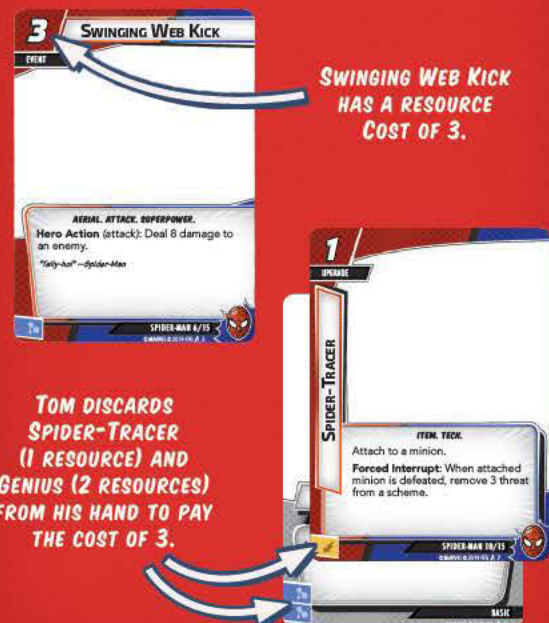 3
SWINGING WEB KICK
EVENT
SWINGING WEB KICK
HAS A RESOURCE
COST OF 3.
AERIAL. ATTACK. SUPERPOWER.
Hero Action (attack): Deal 8 damage to
an enemy.
"Tally-ho!" —Spider-Man
SPIDER-MAN 6/15
1
UPGRADE
SPIDER-TRACER
ITEM. TECH.
Attach to a minion.
Forced Interrupt: When attached
minion is defeated, remove 3 threat
from a scheme.
SPIDER-MAN 10/15
BASIC
TOM DISCARDS
SPIDER-TRACER
(1 RESOURCE) AND
GENIUS (2 RESOURCES)
FROM HIS HAND TO PAY
THE COST OF 3.